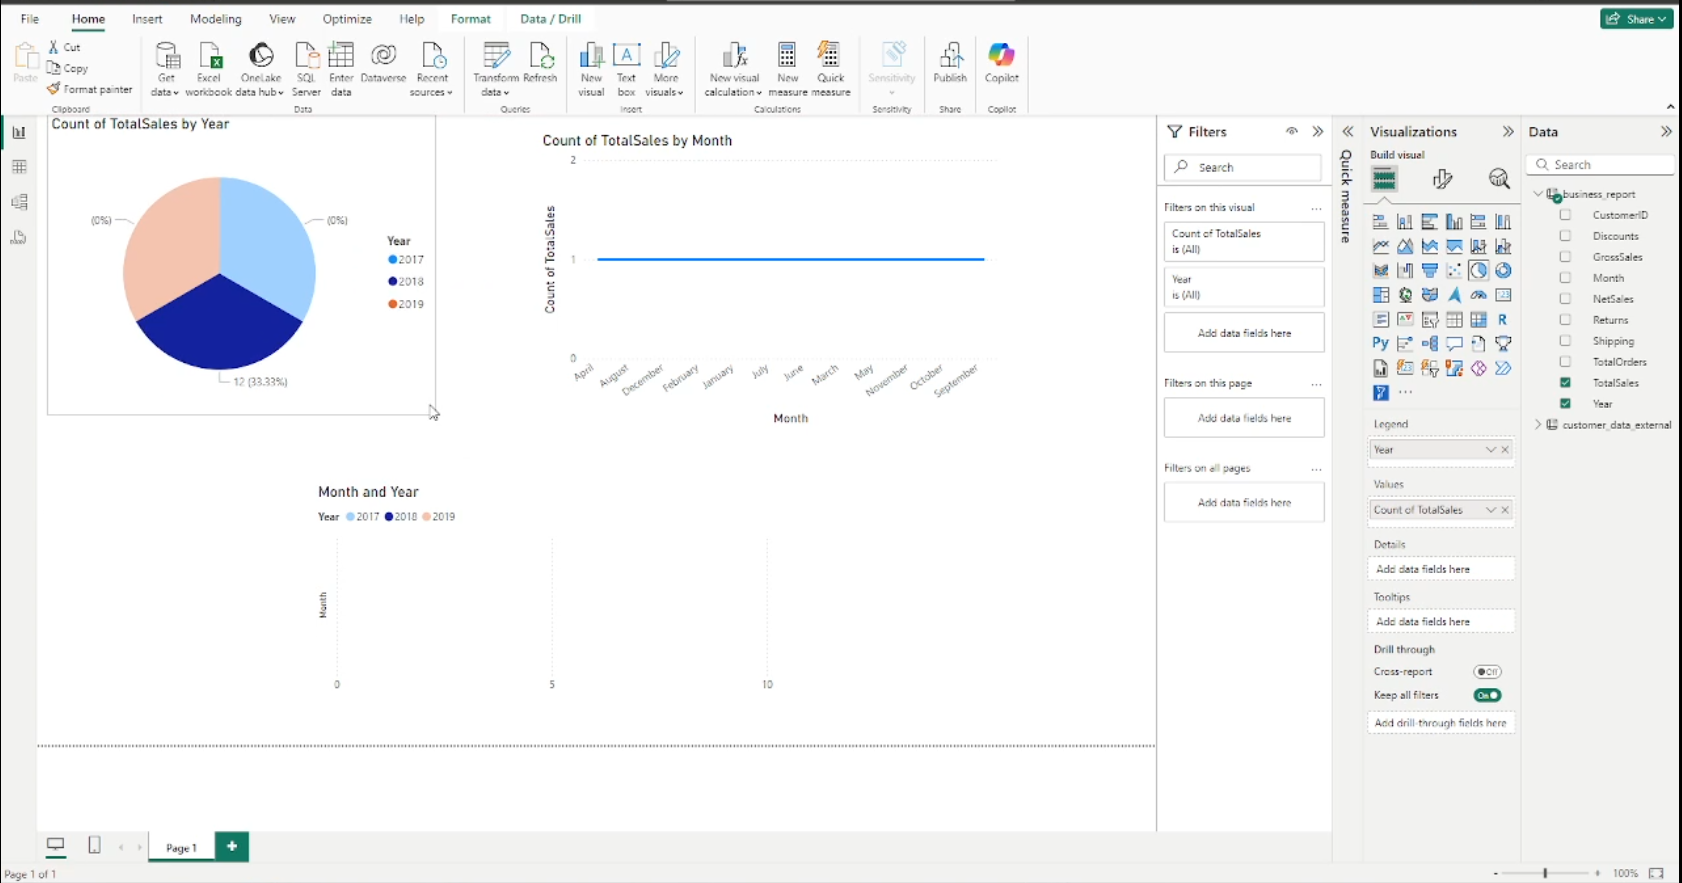 File Home Insert Modeling View Optimize Help Format Data / Drill Share
Paste
Cut
Copy
Format painter
Clipboard
Get data
Excel workbook
OneLake data hub
SQL Server
Enter data
Dataverse
Recent sources
Data
Transform data
Refresh
Queries
New visual
Text box
More visuals
Insert
New visual calculation
New measure
Quick measure
Calculations
Sensitivity
Sensitivity
Publish
Share
Copilot
Copilot
Count of TotalSales by Year
(0%)
(0%)
12 (33.33%)
Year
2017
2018
2019
Count of TotalSales by Month
Count of TotalSales
2
1
0
April August December February January July June March May November October September
Month
Month and Year
Year 2017 2018 2019
Month
0 5 10
Filters
Search
Filters on this visual ...
Count of TotalSales
is (All)
Year
is (All)
Add data fields here
Filters on this page ...
Add data fields here
Filters on all pages ...
Add data fields here
Quick measure
Visualizations
Build visual
R
Py
...
Legend
Year
Values
Count of TotalSales
Details
Add data fields here
Tooltips
Add data fields here
Drill through
Cross-report Off
Keep all filters On
Add drill-through fields here
Data
Search
business_report
CustomerID
Discounts
GrossSales
Month
NetSales
Returns
Shipping
TotalOrders
TotalSales
Year
customer_data_external
Page 1
+
Page 1 of 1
- + 100%